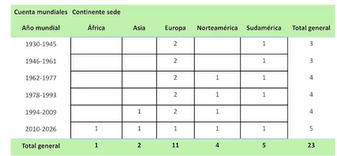 Cuenta mundiales Continente sede
Año mundial África Asia Europa Norteamérica Sudamérica Total general
1930-1945 2 1 3
1946-1961 2 1 3
1962-1977 2 1 1 4
1978-1993 2 1 1 4
1994-2009 1 2 1 4
2010-2026 1 1 1 1 1 5
Total general 1 2 11 4 5 23